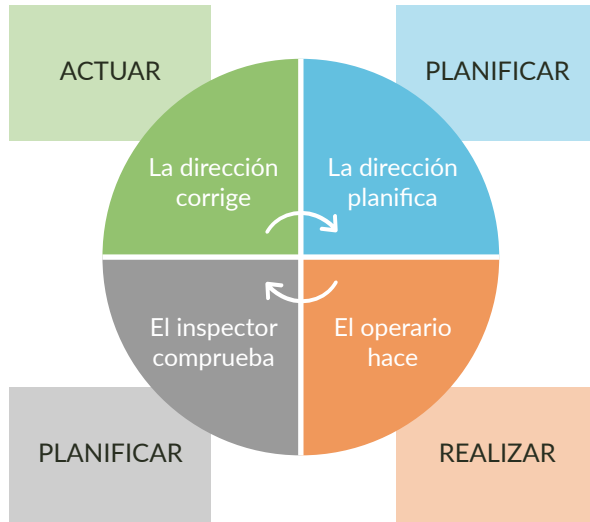 ACTUAR
PLANIFICAR
La dirección
corrige
La dirección
planifica
El inspector
comprueba
El operario
hace
PLANIFICAR
REALIZAR